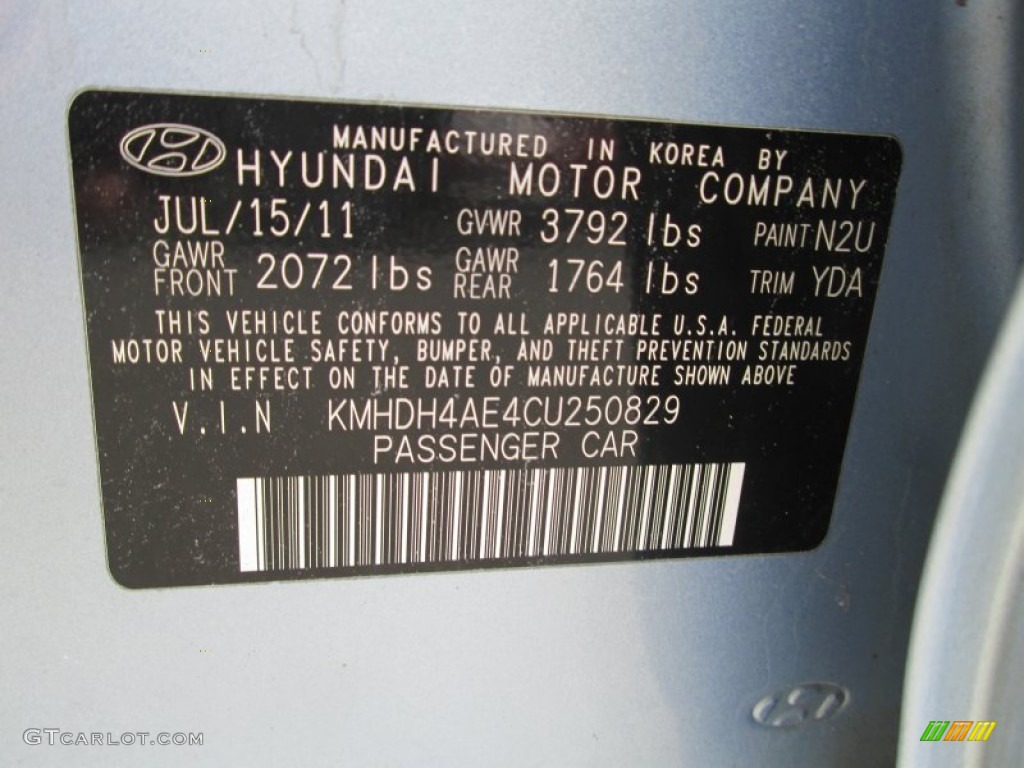 MANUFACTURED IN KOREA BY
HYUNDAI MOTOR COMPANY
JUL/15/11 GVWR 3792 lbs PAINT N2U
GAWR FRONT 2072 lbs GAWR REAR 1764 lbs TRIM YDA
THIS VEHICLE CONFORMS TO ALL APPLICABLE U.S.A. FEDERAL
MOTOR VEHICLE SAFETY, BUMPER, AND THEFT PREVENTION STANDARDS
IN EFFECT ON THE DATE OF MANUFACTURE SHOWN ABOVE
V.I.N KMHDH4AE4CU250829
PASSENGER CAR
GTCARLOT.COM